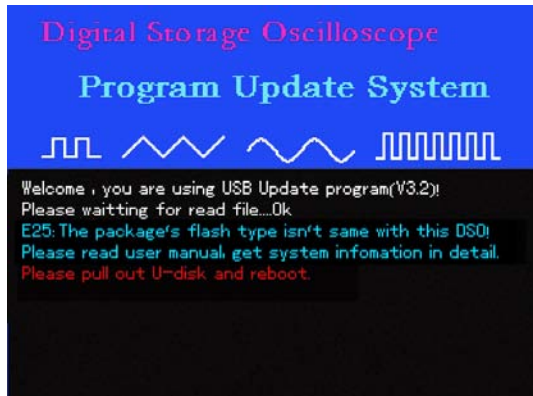 Digital Storage Oscilloscope
Program Update System
Welcome , you are using USB Update program(V3.2)!
Please waitting for read file....Ok
E25: The package's flash type isn't same with this DSO!
Please read user manual, get system infomation in detail.
Please pull out U-disk and reboot.